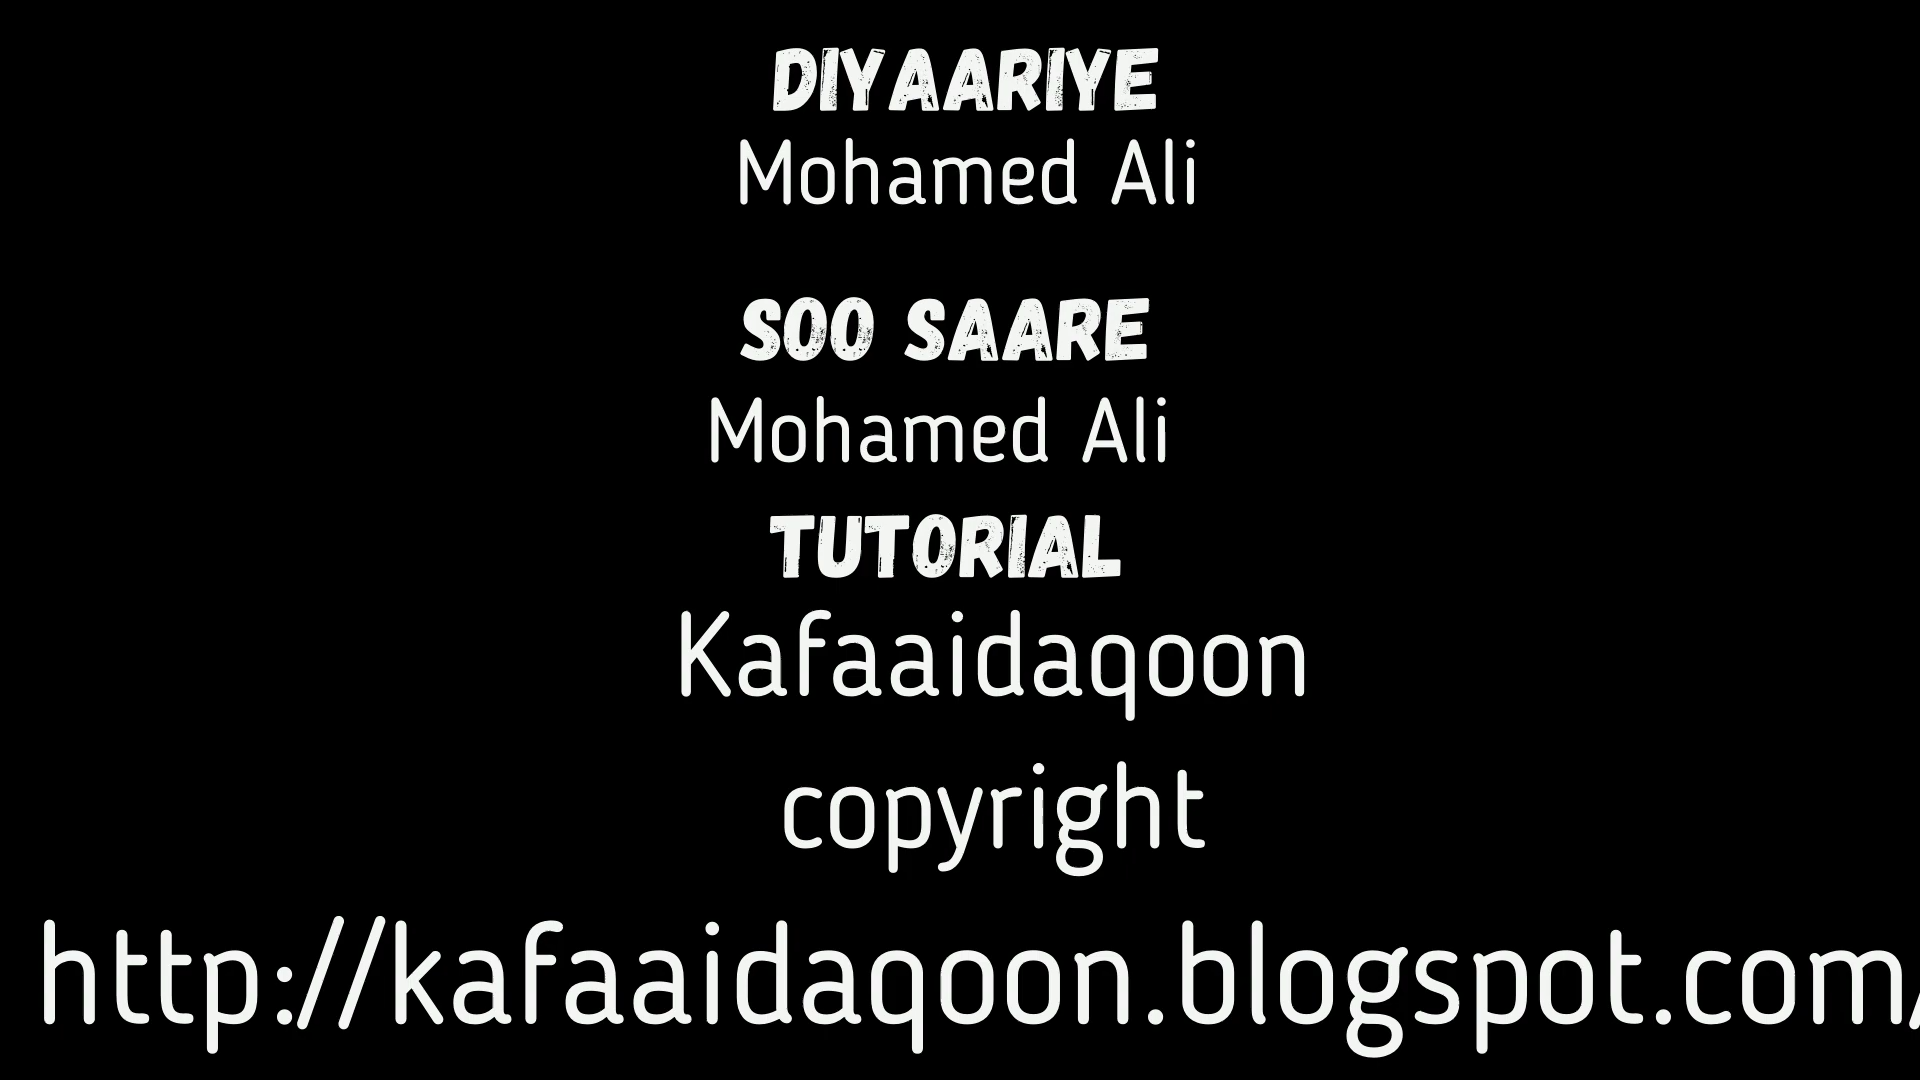 DIYAARIYE
Mohamed Ali
SOO SAARE
Mohamed Ali
TUTORIAL
Kafaaidaqoon
copyright
http://kafaaidaqoon.blogspot.com/